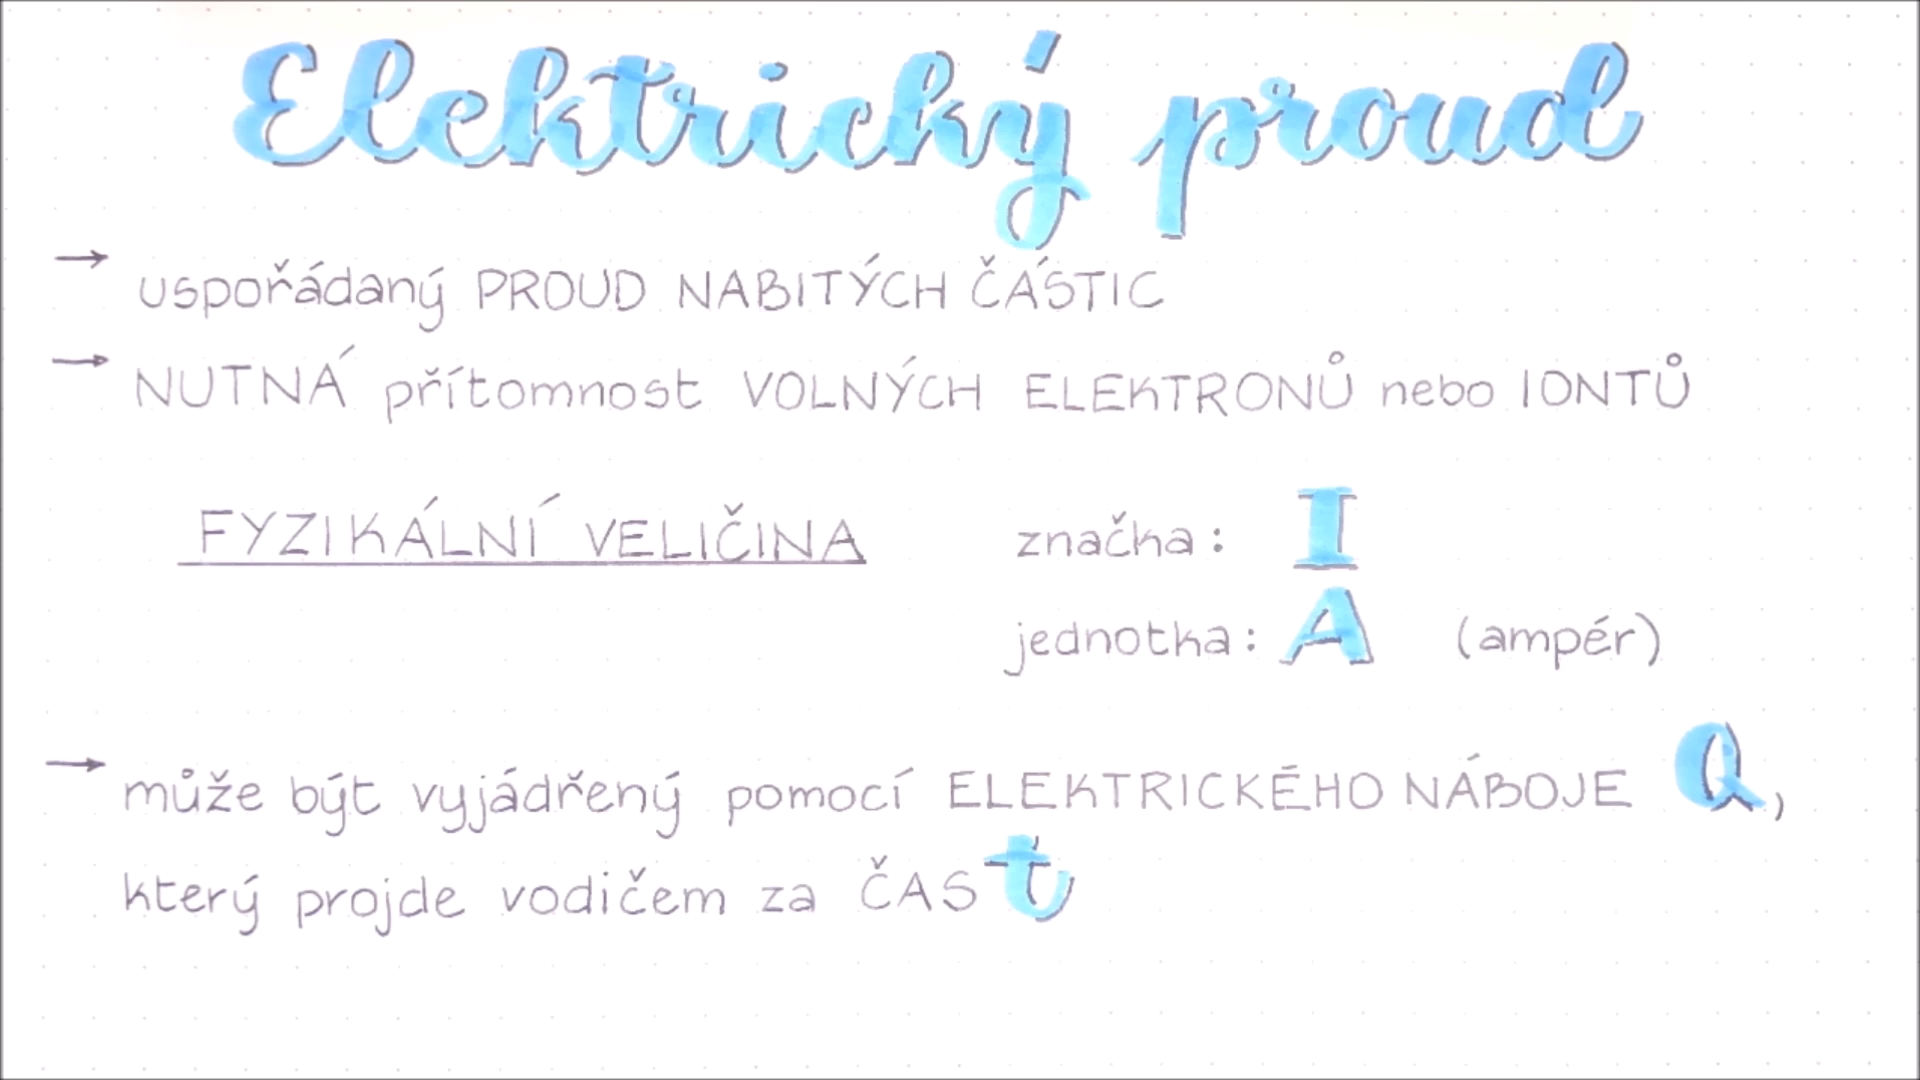 Elektrický proud
→ uspořádaný PROUD NABITÝCH ČÁSTIC
→ NUTNÁ přítomnost VOLNÝCH ELEKTRONŮ nebo IONTŮ
FYZIKÁLNÍ VELIČINA značka: I
jednotka: A (ampér)
→ může být vyjádřený pomocí ELEKTRICKÉHO NÁBOJE Q,
který projde vodičem za ČAS t